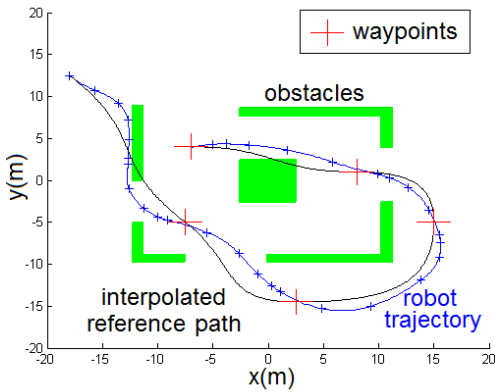 20
15
10
5
0
-5
-10
-15
-20
y(m)
waypoints
obstacles
interpolated
reference path
robot
trajectory
-20 -15 -10 -5 0 5 10 15 20
x(m)